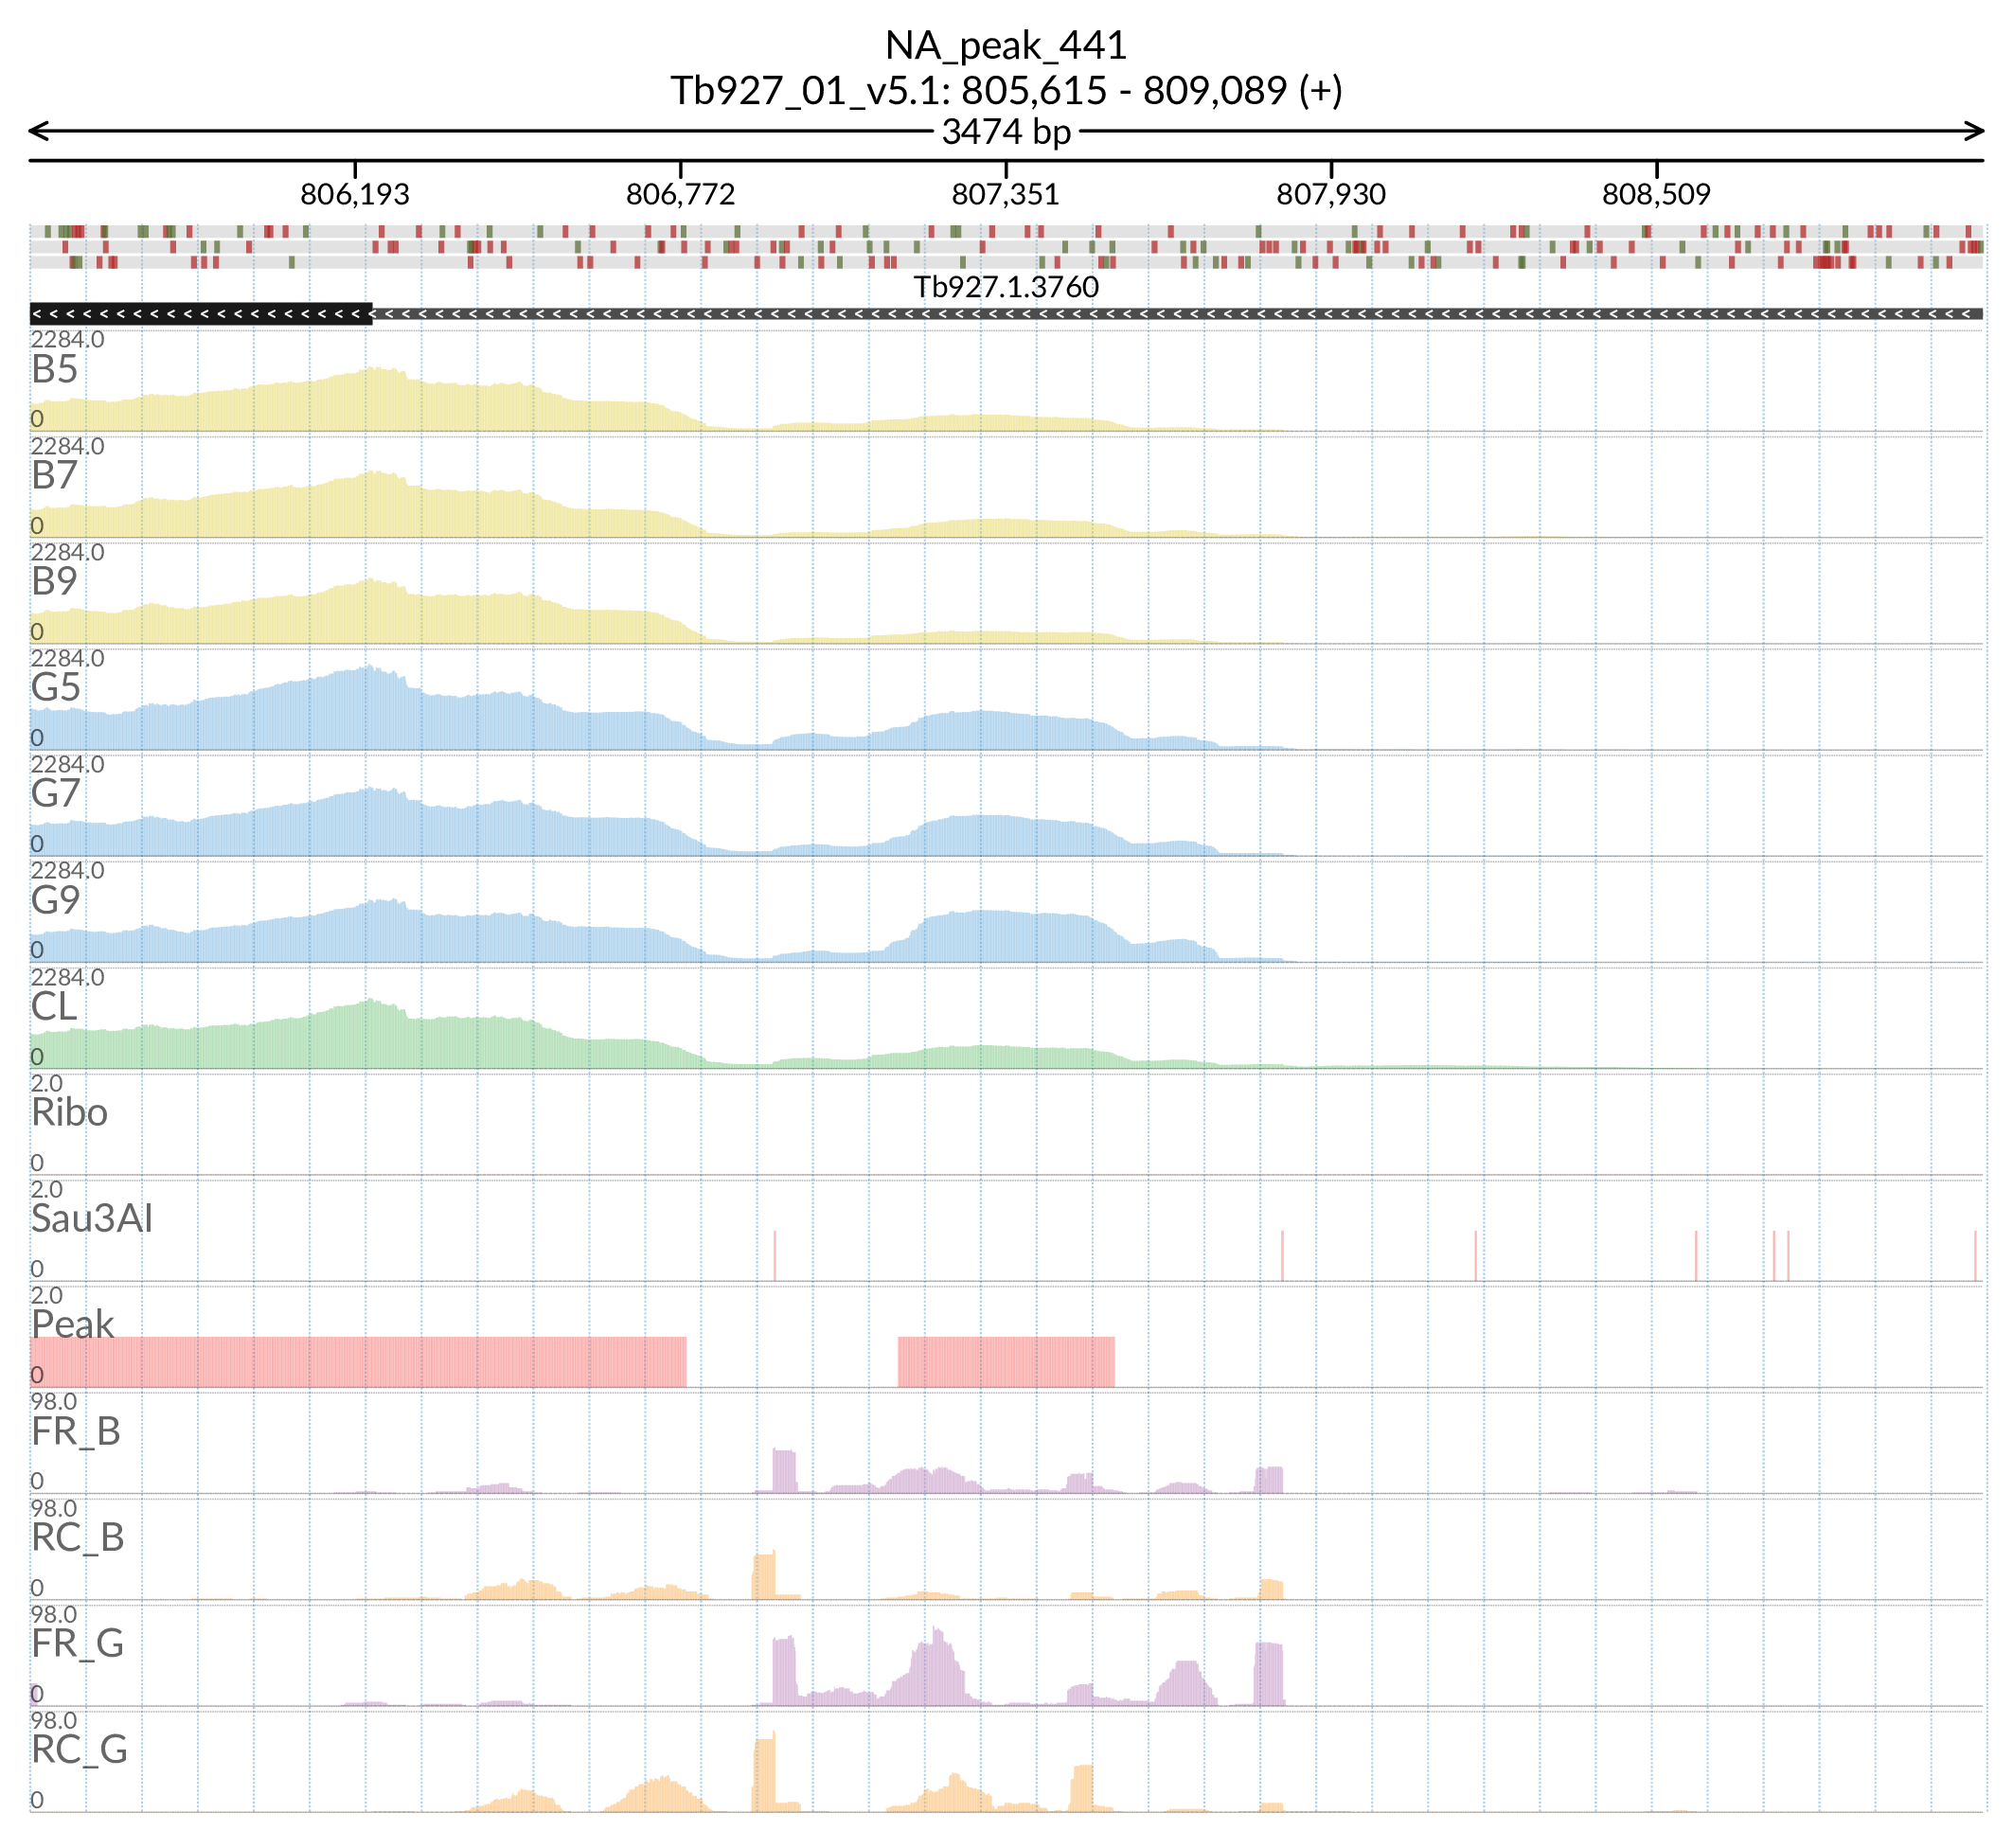 NA_peak_441
Tb927_01_v5.1: 805,615 - 809,089 (+)
3474 bp
806,193 806,772 807,351 807,930 808,509
Tb927.1.3760
2284.0
B5
0
2284.0
B7
0
2284.0
B9
0
2284.0
G5
0
2284.0
G7
0
2284.0
G9
0
2284.0
CL
0
2.0
Ribo
0
2.0
Sau3AI
0
2.0
Peak
0
98.0
FR_B
0
98.0
RC_B
0
98.0
FR_G
0
98.0
RC_G
0